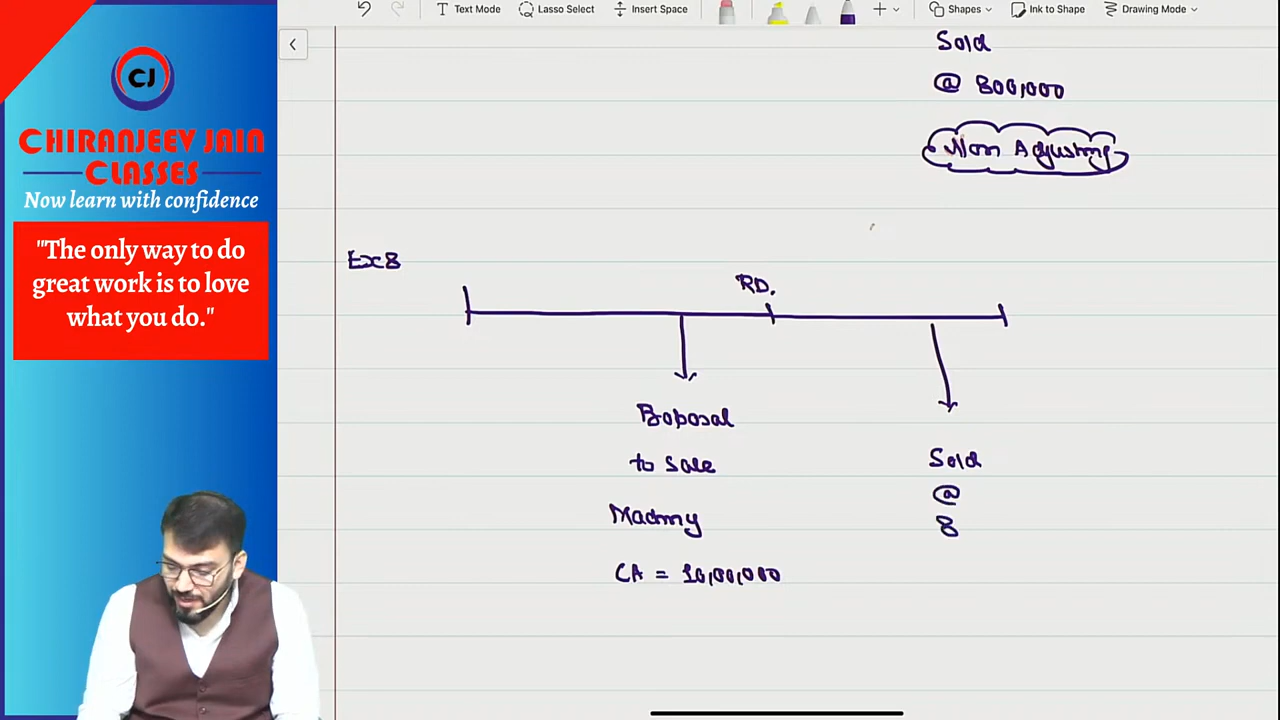 Text Mode
Lasso Select
Insert Space
Shapes
Ink to Shape
Drawing Mode
CJ
CHIRANJEEV JAIN
CLASSES
Now learn with confidence
"The only way to do
great work is to love
what you do."
Sold
@ 800,000
Non Adjusting
Ex 8
RD.
Proposal
to Sale
CA = 10,00,000
Sold
@
8